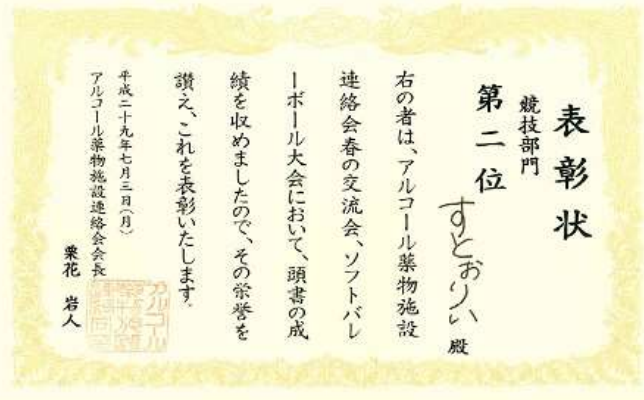 表彰状
競技部門
第二位
すとおりい 殿
右の者は、アルコール薬物施設
連絡会春の交流会、ソフトバレ
ーボール大会において、頭書の成
績を収めましたので、その栄誉を
讃え、これを表彰いたします。
平成二十九年七月三日(月)
アルコール薬物施設連絡会会長
栗花 岩人